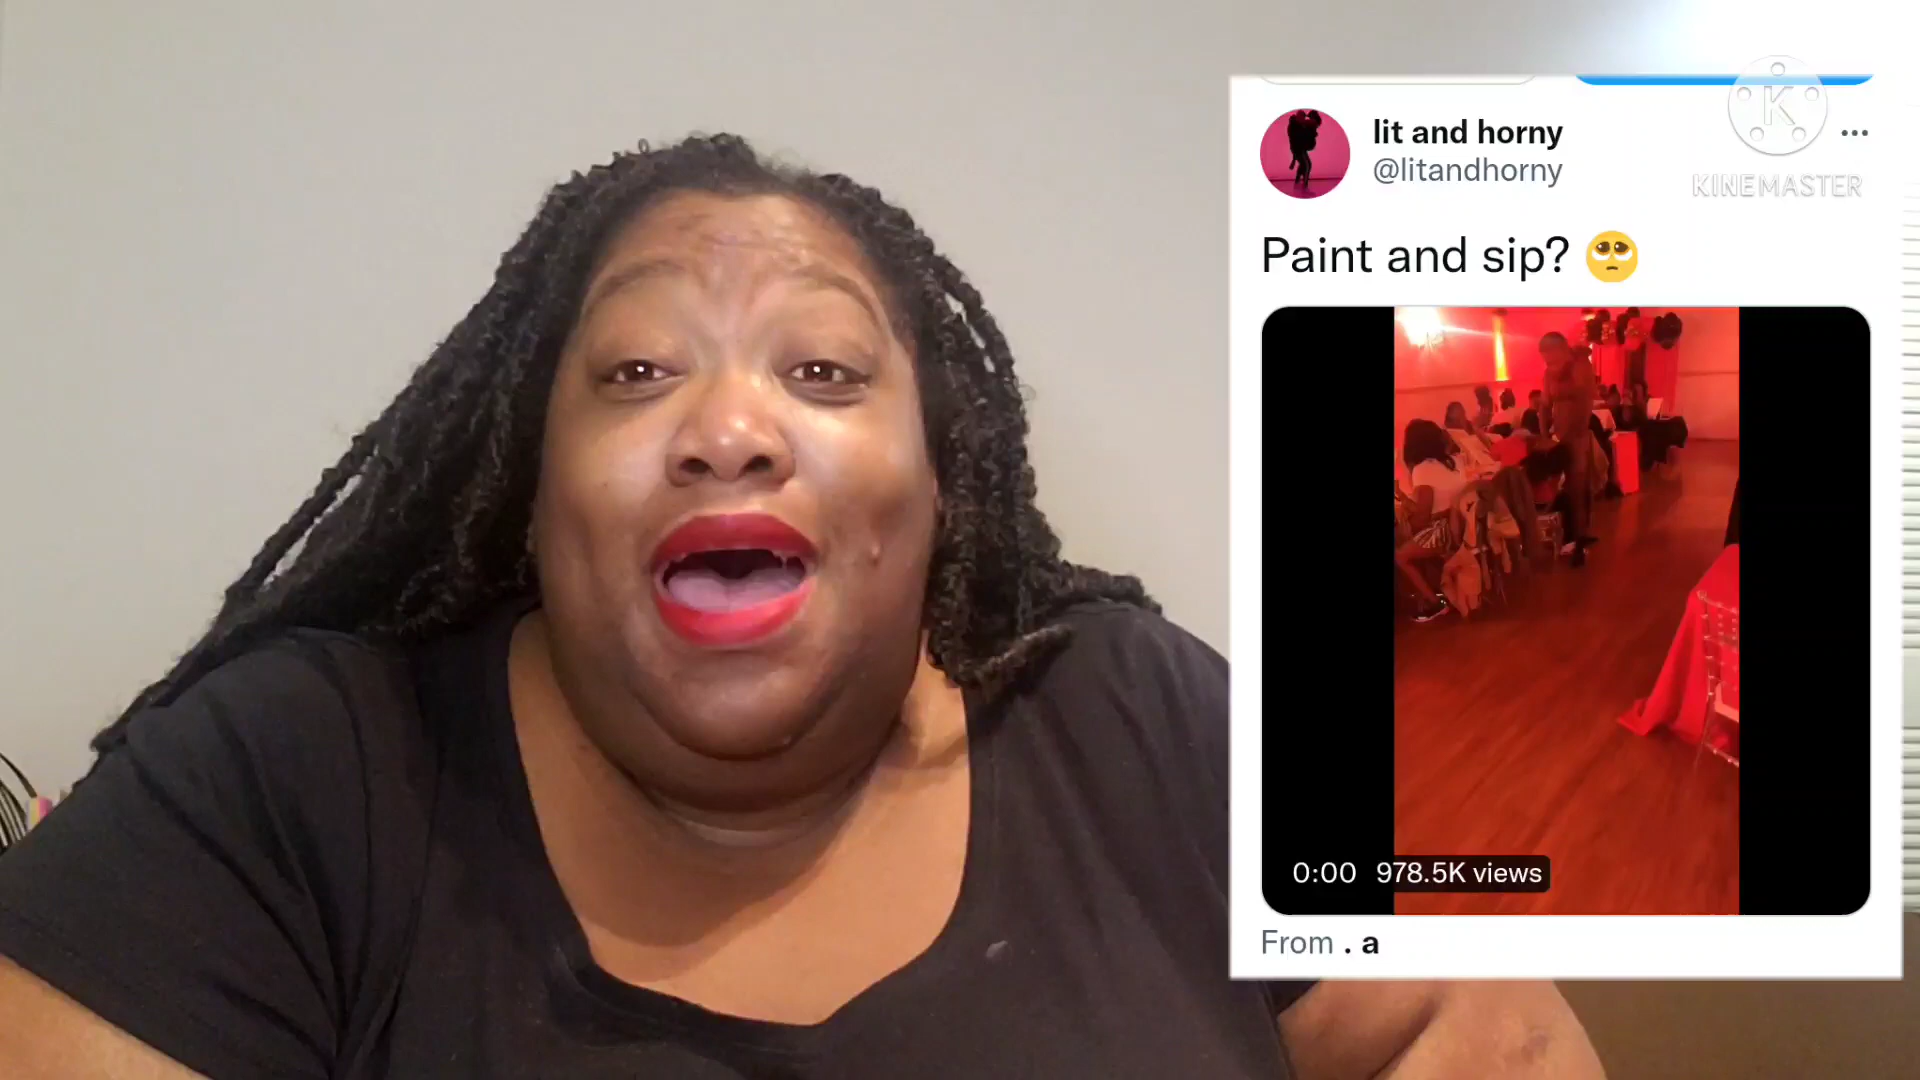 lit and horny
@litandhorny
K
KINEMASTER
Paint and sip? 🥺
0:00 978.5K views
From . a